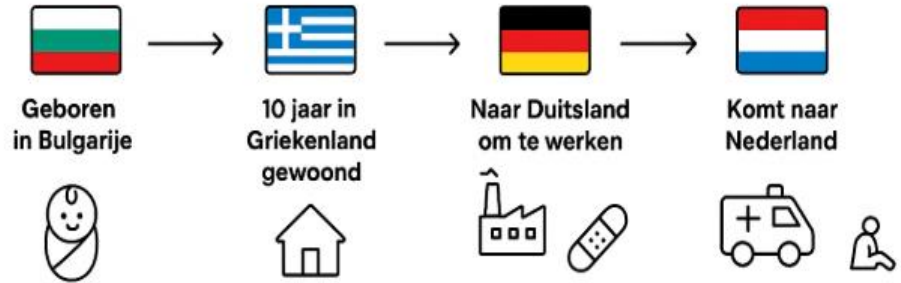 Geboren
in Bulgarije
10 jaar in
Griekenland
gewoond
Naar Duitsland
om te werken
Komt naar
Nederland